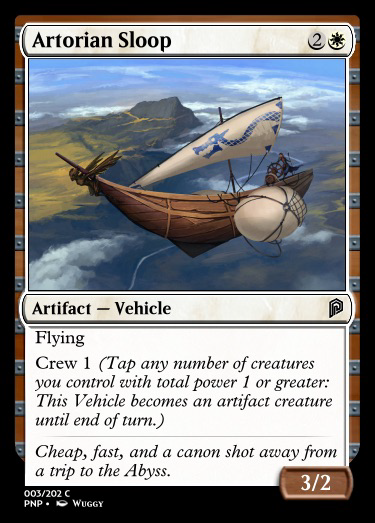 Artorian Sloop 2
Artifact — Vehicle
Flying
Crew 1 (Tap any number of creatures
you control with total power 1 or greater:
This Vehicle becomes an artifact creature
until end of turn.)
Cheap, fast, and a canon shot away from
a trip to the Abyss.
3/2
003/202 C
PNP • Wuggy